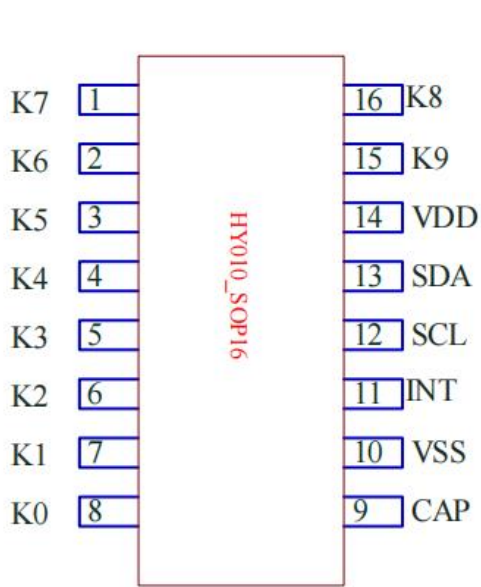 K7 1 16 K8
K6 2 15 K9
K5 3 14 VDD
K4 4 13 SDA
K3 5 12 SCL
K2 6 11 INT
K1 7 10 VSS
K0 8 9 CAP
HY010_SOP16